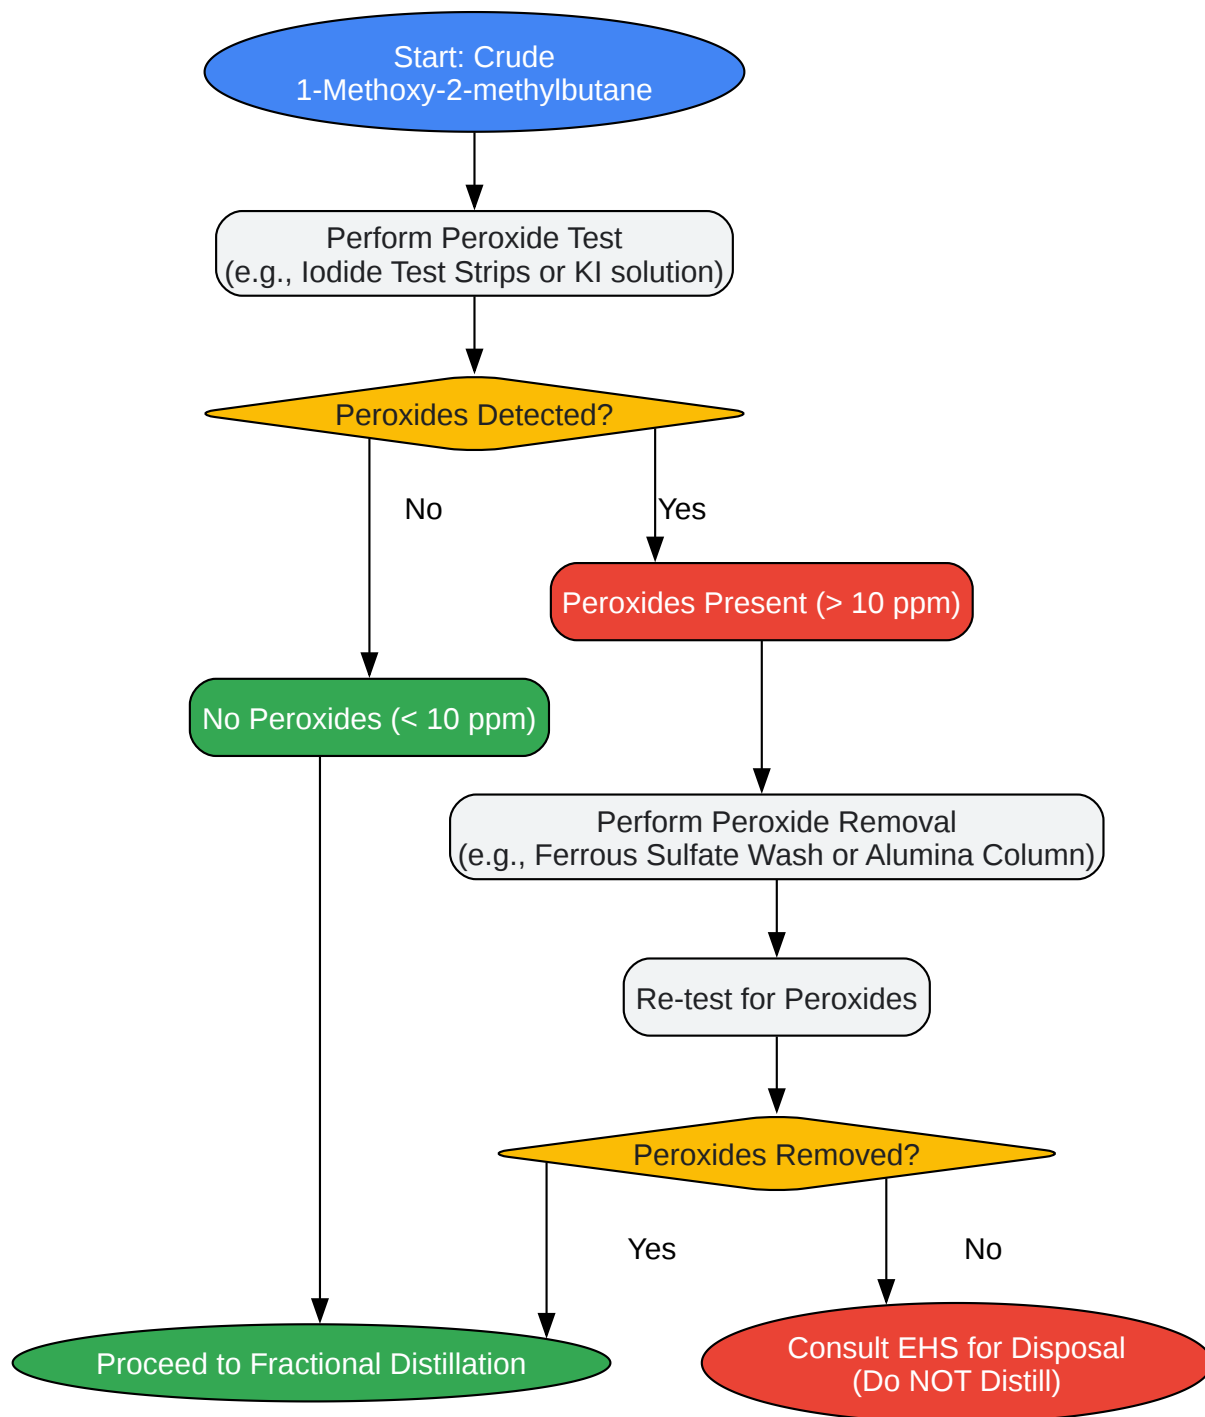 Start: Crude
1-Methoxy-2-methylbutane
Perform Peroxide Test
(e.g., Iodide Test Strips or KI solution)
Peroxides Detected?
No
Yes
Peroxides Present (> 10 ppm)
No Peroxides (< 10 ppm)
Perform Peroxide Removal
(e.g., Ferrous Sulfate Wash or Alumina Column)
Re-test for Peroxides
Peroxides Removed?
Yes
No
Proceed to Fractional Distillation
Consult EHS for Disposal
(Do NOT Distill)